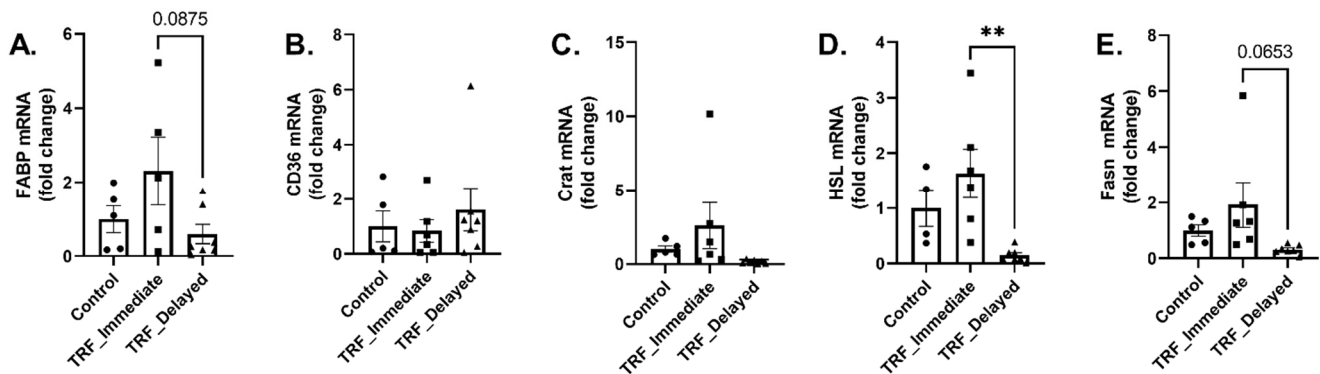 A.
FABP mRNA
(fold change)
6
4
2
0
0.0875
Control
TRF_Immediate
TRF_Delayed
B.
CD36 mRNA
(fold change)
8
6
4
2
0
Control
TRF_Immediate
TRF_Delayed
C.
Crat mRNA
(fold change)
15
10
5
0
Control
TRF_Immediate
TRF_Delayed
D.
HSL mRNA
(fold change)
4
3
2
1
0
**
Control
TRF_Immediate
TRF_Delayed
E.
Fasn mRNA
(fold change)
8
6
4
2
0
0.0653
Control
TRF_Immediate
TRF_Delayed